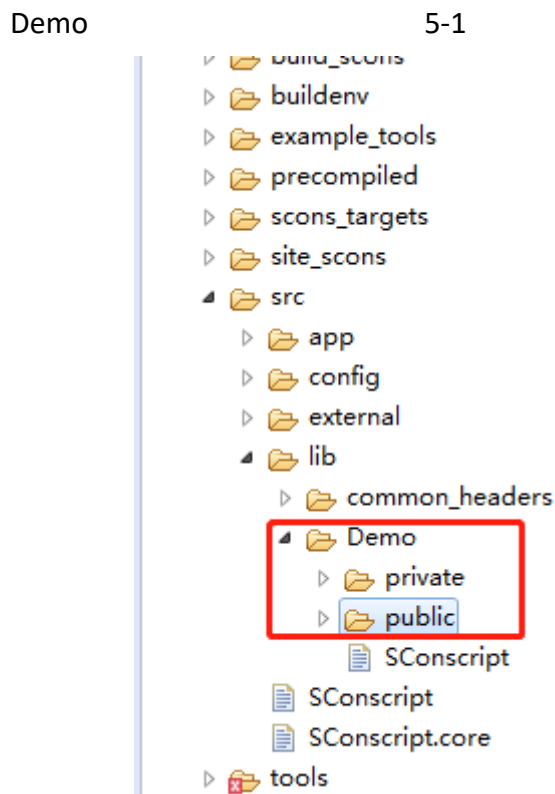 Demo 5-1
build_scons
buildenv
example_tools
precompiled
scons_targets
site_scons
src
app
config
external
lib
common_headers
Demo
private
public
SConscript
SConscript
SConscript.core
tools